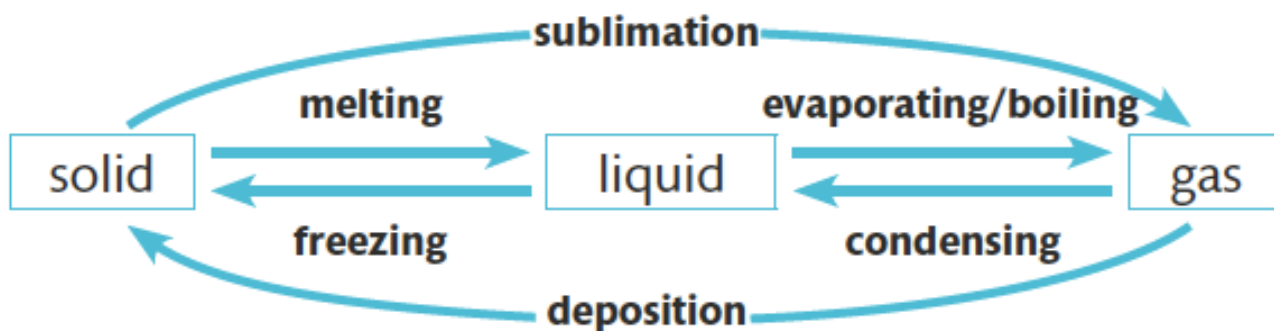 sublimation
melting evaporating/boiling
solid liquid gas
freezing condensing
deposition